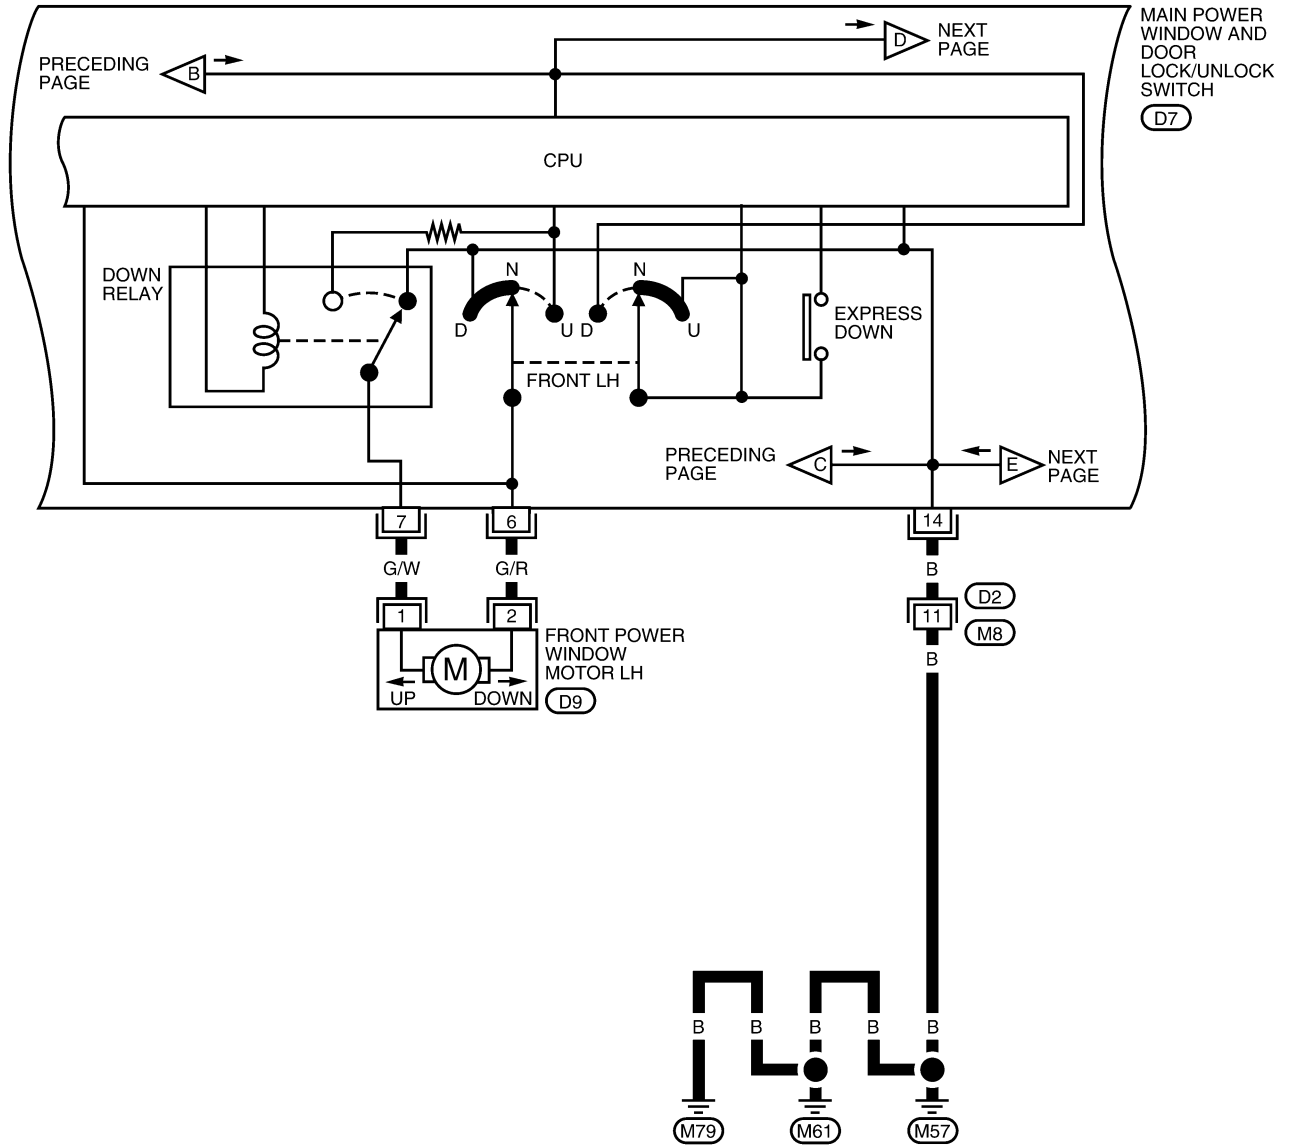 MAIN POWER
WINDOW AND
DOOR
LOCK/UNLOCK
SWITCH
D7
PRECEDING
PAGE
B
D
NEXT
PAGE
CPU
DOWN
RELAY
N
D
U
N
D
U
FRONT LH
EXPRESS
DOWN
PRECEDING
PAGE
C
E
NEXT
PAGE
7
6
14
G/W
G/R
B
1
2
11
D2
M8
B
M
UP
DOWN
FRONT POWER
WINDOW
MOTOR LH
D9
B
B
B
B
B
M79
M61
M57